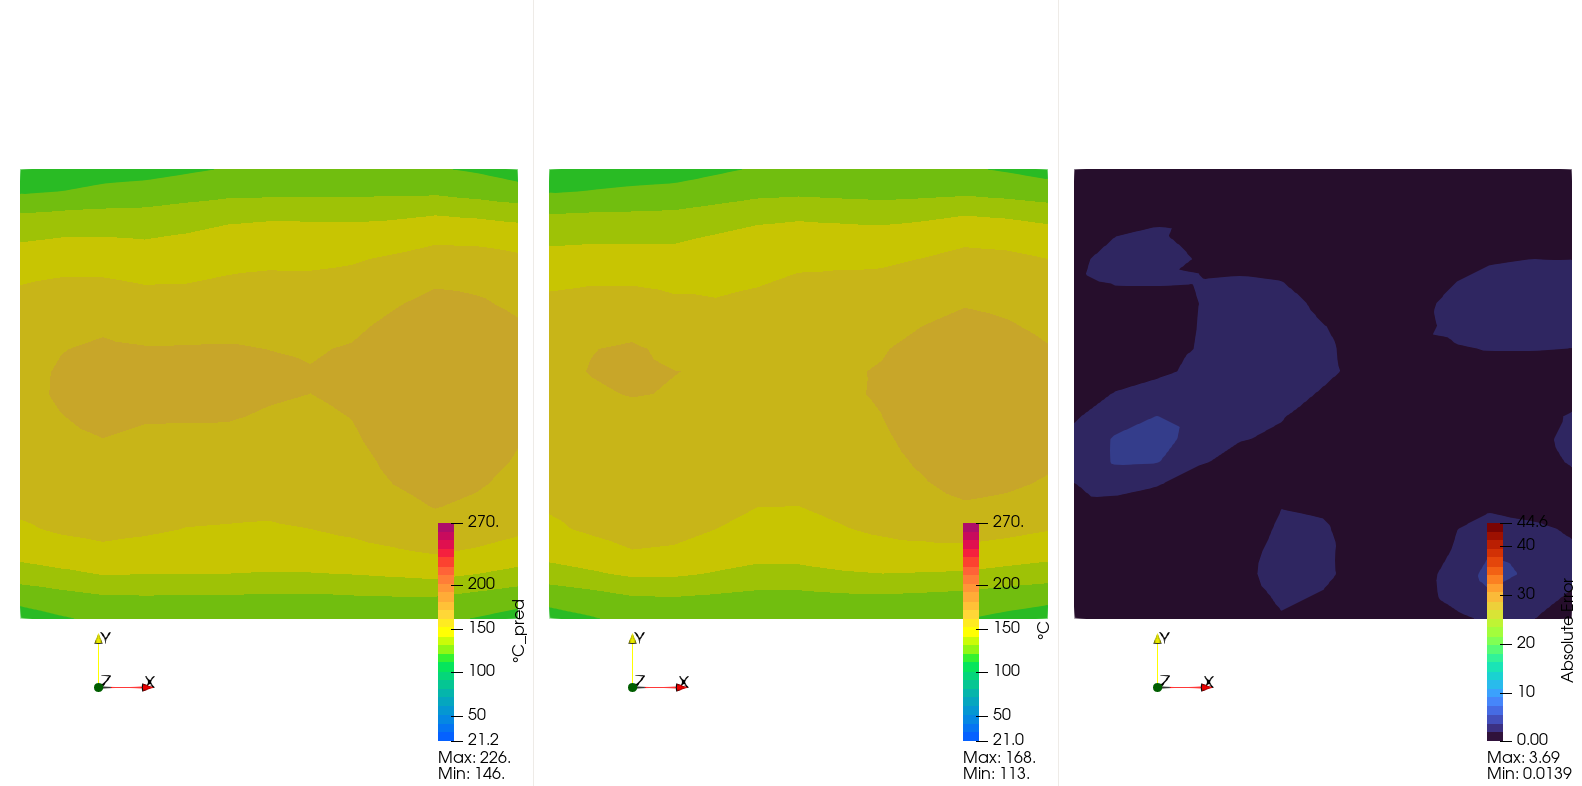 270.
200
150
100
50
21.2
°C_pred
Max: 226.
Min: 146.
Y
Z
X
270.
200
150
100
50
21.0
°C
Max: 168.
Min: 113.
Y
Z
X
44.6
40
30
20
10
0.00
Absolute Error
Max: 3.69
Min: 0.0139
Y
Z
X